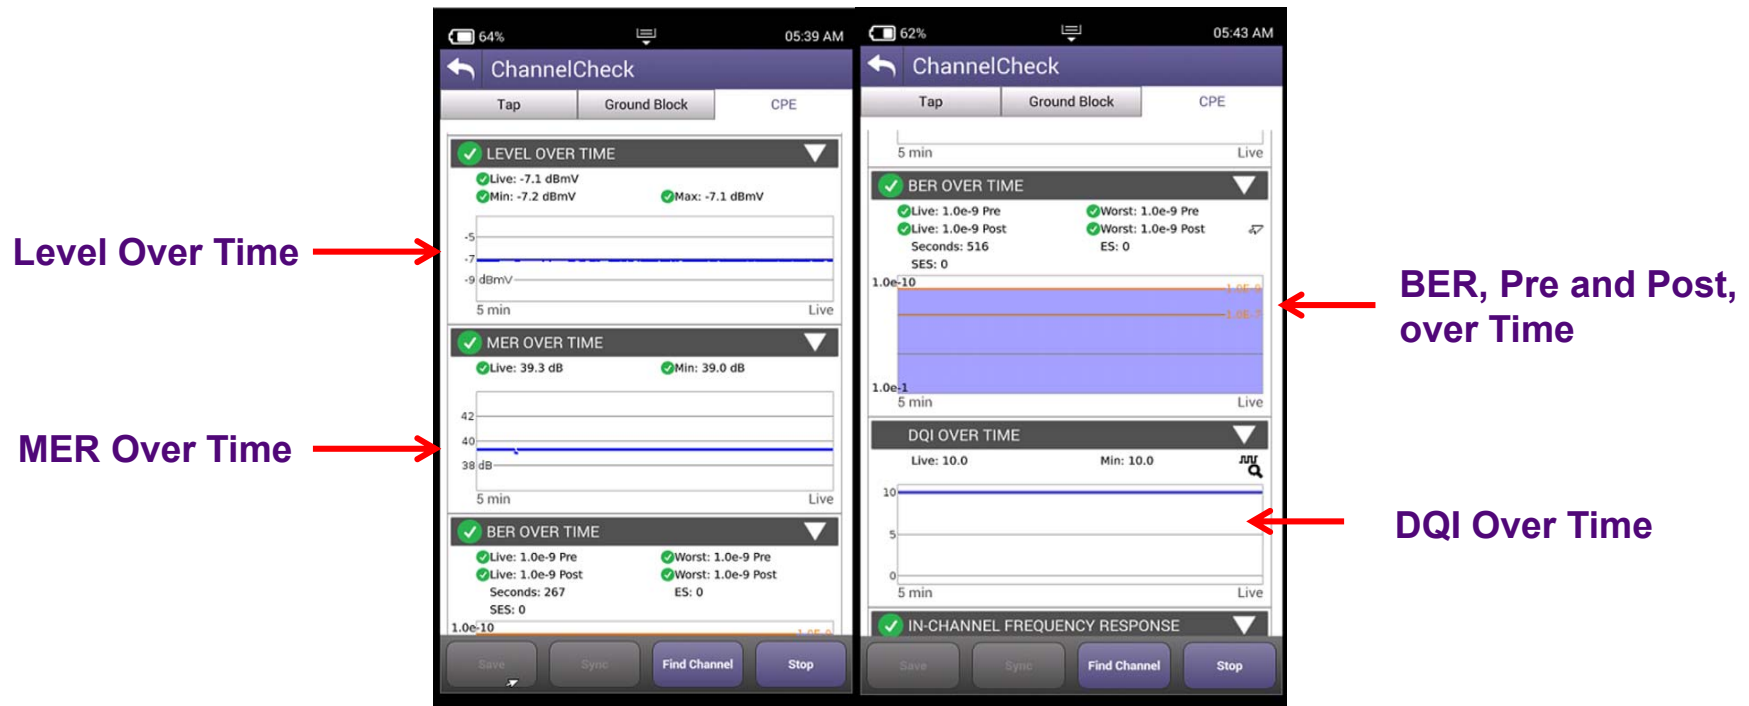 Level Over Time
MER Over Time
64%
05:39 AM
ChannelCheck
Tap
Ground Block
CPE
LEVEL OVER TIME
Live: -7.1 dBmV
Min: -7.2 dBmV
Max: -7.1 dBmV
-5
-7
-9 dBmV
5 min
Live
MER OVER TIME
Live: 39.3 dB
Min: 39.0 dB
42
40
38 dB
5 min
Live
BER OVER TIME
Live: 1.0e-9 Pre
Worst: 1.0e-9 Pre
Live: 1.0e-9 Post
Worst: 1.0e-9 Post
Seconds: 267
ES: 0
SES: 0
1.0e-10
1.0E-9
Save
Sync
Find Channel
Stop
62%
05:43 AM
ChannelCheck
Tap
Ground Block
CPE
5 min
Live
BER OVER TIME
Live: 1.0e-9 Pre
Worst: 1.0e-9 Pre
Live: 1.0e-9 Post
Worst: 1.0e-9 Post
Seconds: 516
ES: 0
SES: 0
1.0e-10
1.0E-9
1.0E-7
1.0e-1
5 min
Live
DQI OVER TIME
Live: 10.0
Min: 10.0
10
5
0
5 min
Live
IN-CHANNEL FREQUENCY RESPONSE
Save
Sync
Find Channel
Stop
BER, Pre and Post,
over Time
DQI Over Time